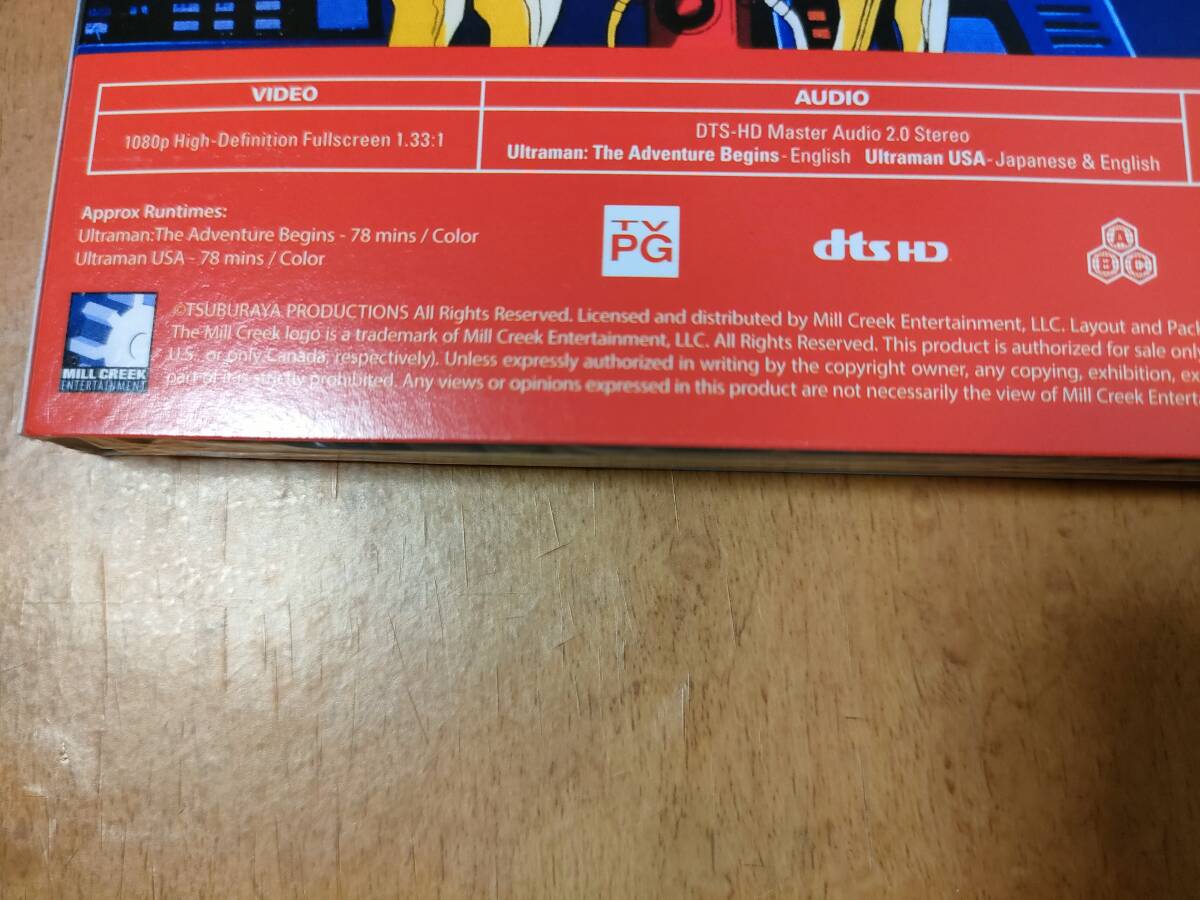 VIDEO
AUDIO
1080p High-Definition Fullscreen 1.33:1
DTS-HD Master Audio 2.0 Stereo
Ultraman: The Adventure Begins - English Ultraman USA - Japanese & English
Approx Runtimes:
Ultraman:The Adventure Begins - 78 mins / Color
Ultraman USA - 78 mins / Color
TV
PG
dts HD
A
B C
©TSUBURAYA PRODUCTIONS All Rights Reserved. Licensed and distributed by Mill Creek Entertainment, LLC. Layout and Pac
The Mill Creek logo is a trademark of Mill Creek Entertainment, LLC. All Rights Reserved. This product is authorized for sale only
U.S. or only Canada, respectively). Unless expressly authorized in writing by the copyright owner, any copying, exhibition, ex
part of it is strictly prohibited. Any views or opinions expressed in this product are not necessarily the view of Mill Creek Enterta
MILL CREEK
ENTERTAINMENT